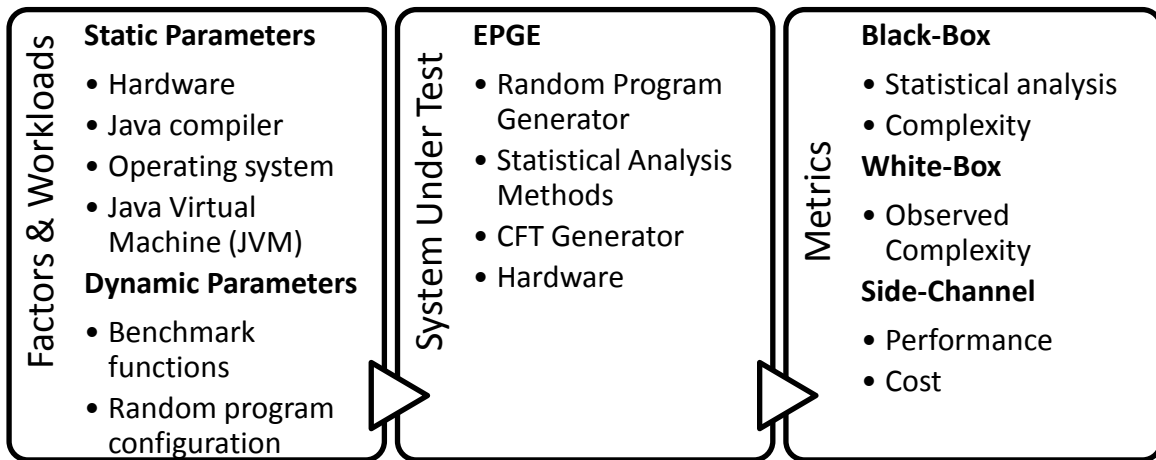 Factors & Workloads
Static Parameters
• Hardware
• Java compiler
• Operating system
• Java Virtual
Machine (JVM)
Dynamic Parameters
• Benchmark
functions
• Random program
configuration
System Under Test
EPGE
• Random Program
Generator
• Statistical Analysis
Methods
• CFT Generator
• Hardware
Metrics
Black-Box
• Statistical analysis
• Complexity
White-Box
• Observed
Complexity
Side-Channel
• Performance
• Cost